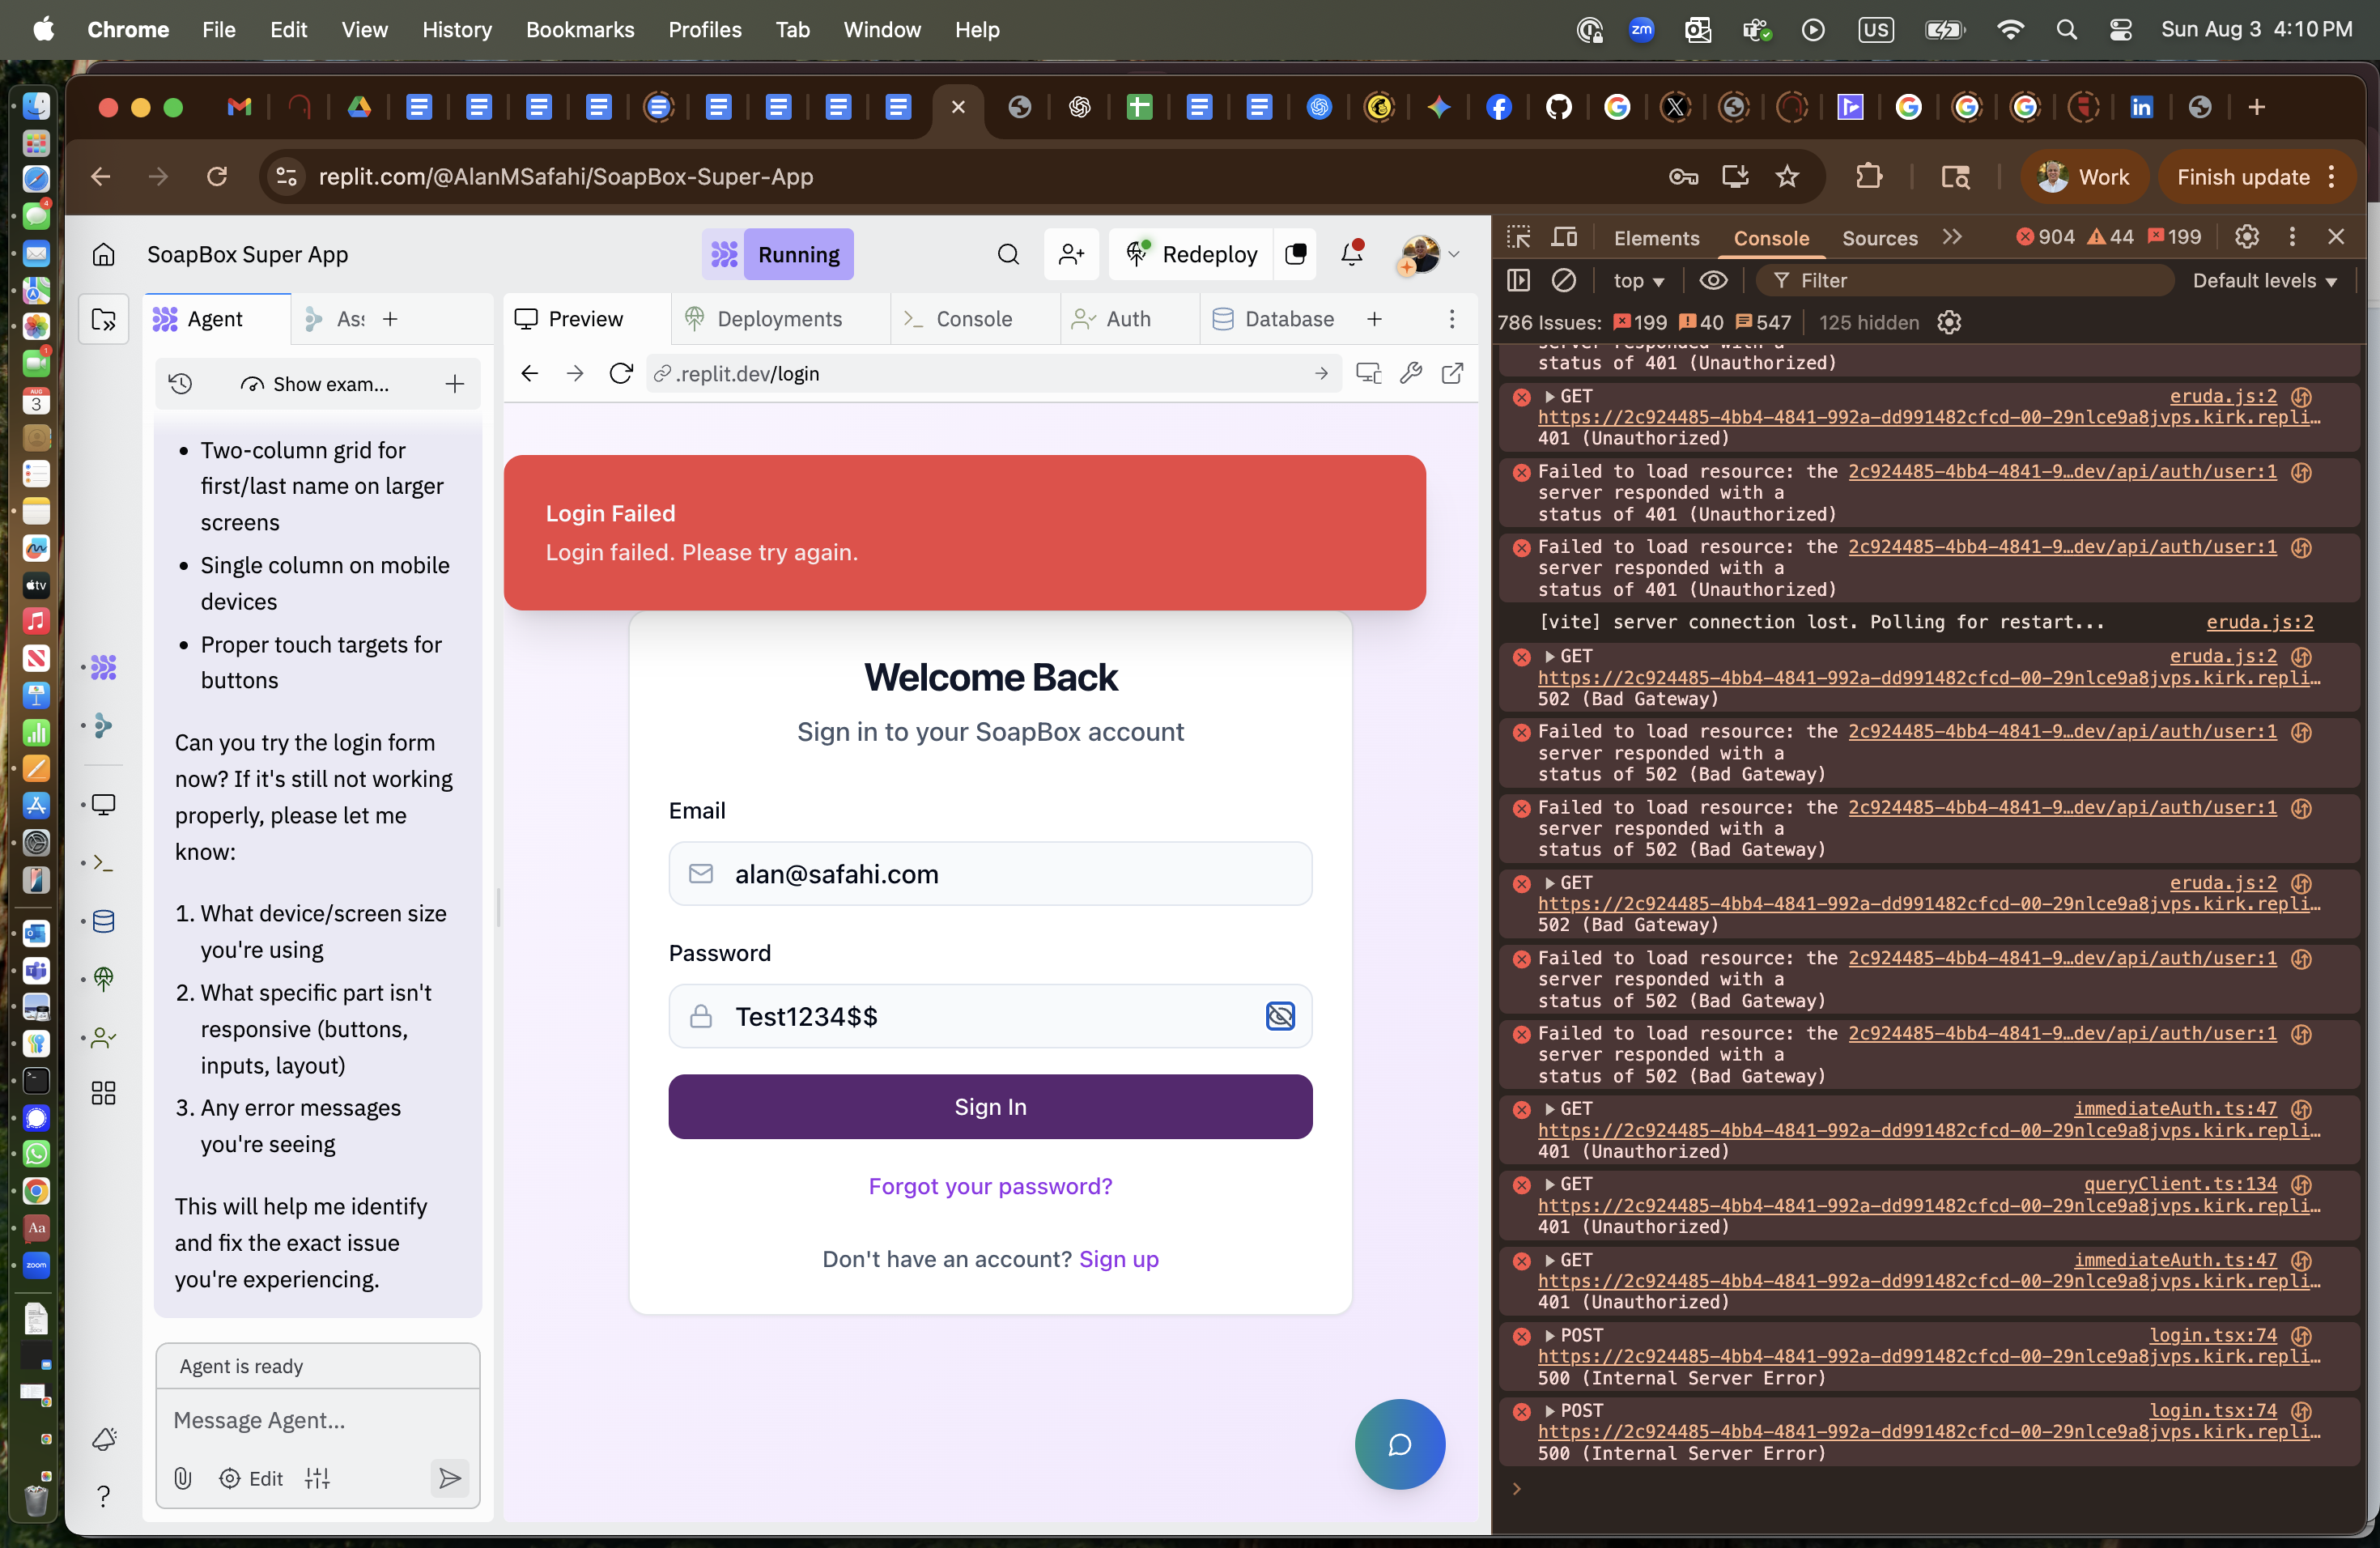 Chrome File Edit View History Bookmarks Profiles Tab Window Help
zm US Sun Aug 3 4:10 PM
replit.com/@AlanMSafahi/SoapBox-Super-App
Work
Finish update
SoapBox Super App
Running
Redeploy
Agent
Preview
Deployments
Console
Auth
Database
.replit.dev/login
Show exam...
Two-column grid for
first/last name on larger
screens
Single column on mobile
devices
Proper touch targets for
buttons
Can you try the login form
now? If it's still not working
properly, please let me
know:
1. What device/screen size
you're using
2. What specific part isn't
responsive (buttons,
inputs, layout)
3. Any error messages
you're seeing
This will help me identify
and fix the exact issue
you're experiencing.
Agent is ready
Message Agent...
Edit
Login Failed
Login failed. Please try again.
Welcome Back
Sign in to your SoapBox account
Email
alan@safahi.com
Password
Test1234$$
Sign In
Forgot your password?
Don't have an account? Sign up
Elements Console Sources 904 44 199
top Filter Default levels
786 Issues: 199 40 547 125 hidden
status of 401 (Unauthorized)
GET eruda.js:2
https://2c924485-4bb4-4841-992a-dd991482cfcd-00-29nlce9a8jvps.kirk.repli…
401 (Unauthorized)
Failed to load resource: the 2c924485-4bb4-4841-9…dev/api/auth/user:1
server responded with a
status of 401 (Unauthorized)
Failed to load resource: the 2c924485-4bb4-4841-9…dev/api/auth/user:1
server responded with a
status of 401 (Unauthorized)
[vite] server connection lost. Polling for restart... eruda.js:2
GET eruda.js:2
https://2c924485-4bb4-4841-992a-dd991482cfcd-00-29nlce9a8jvps.kirk.repli…
502 (Bad Gateway)
Failed to load resource: the 2c924485-4bb4-4841-9…dev/api/auth/user:1
server responded with a
status of 502 (Bad Gateway)
Failed to load resource: the 2c924485-4bb4-4841-9…dev/api/auth/user:1
server responded with a
status of 502 (Bad Gateway)
GET eruda.js:2
https://2c924485-4bb4-4841-992a-dd991482cfcd-00-29nlce9a8jvps.kirk.repli…
502 (Bad Gateway)
Failed to load resource: the 2c924485-4bb4-4841-9…dev/api/auth/user:1
server responded with a
status of 502 (Bad Gateway)
Failed to load resource: the 2c924485-4bb4-4841-9…dev/api/auth/user:1
server responded with a
status of 502 (Bad Gateway)
GET immediateAuth.ts:47
https://2c924485-4bb4-4841-992a-dd991482cfcd-00-29nlce9a8jvps.kirk.repli…
401 (Unauthorized)
GET queryClient.ts:134
https://2c924485-4bb4-4841-992a-dd991482cfcd-00-29nlce9a8jvps.kirk.repli…
401 (Unauthorized)
GET immediateAuth.ts:47
https://2c924485-4bb4-4841-992a-dd991482cfcd-00-29nlce9a8jvps.kirk.repli…
401 (Unauthorized)
POST login.tsx:74
https://2c924485-4bb4-4841-992a-dd991482cfcd-00-29nlce9a8jvps.kirk.repli…
500 (Internal Server Error)
POST login.tsx:74
https://2c924485-4bb4-4841-992a-dd991482cfcd-00-29nlce9a8jvps.kirk.repli…
500 (Internal Server Error)